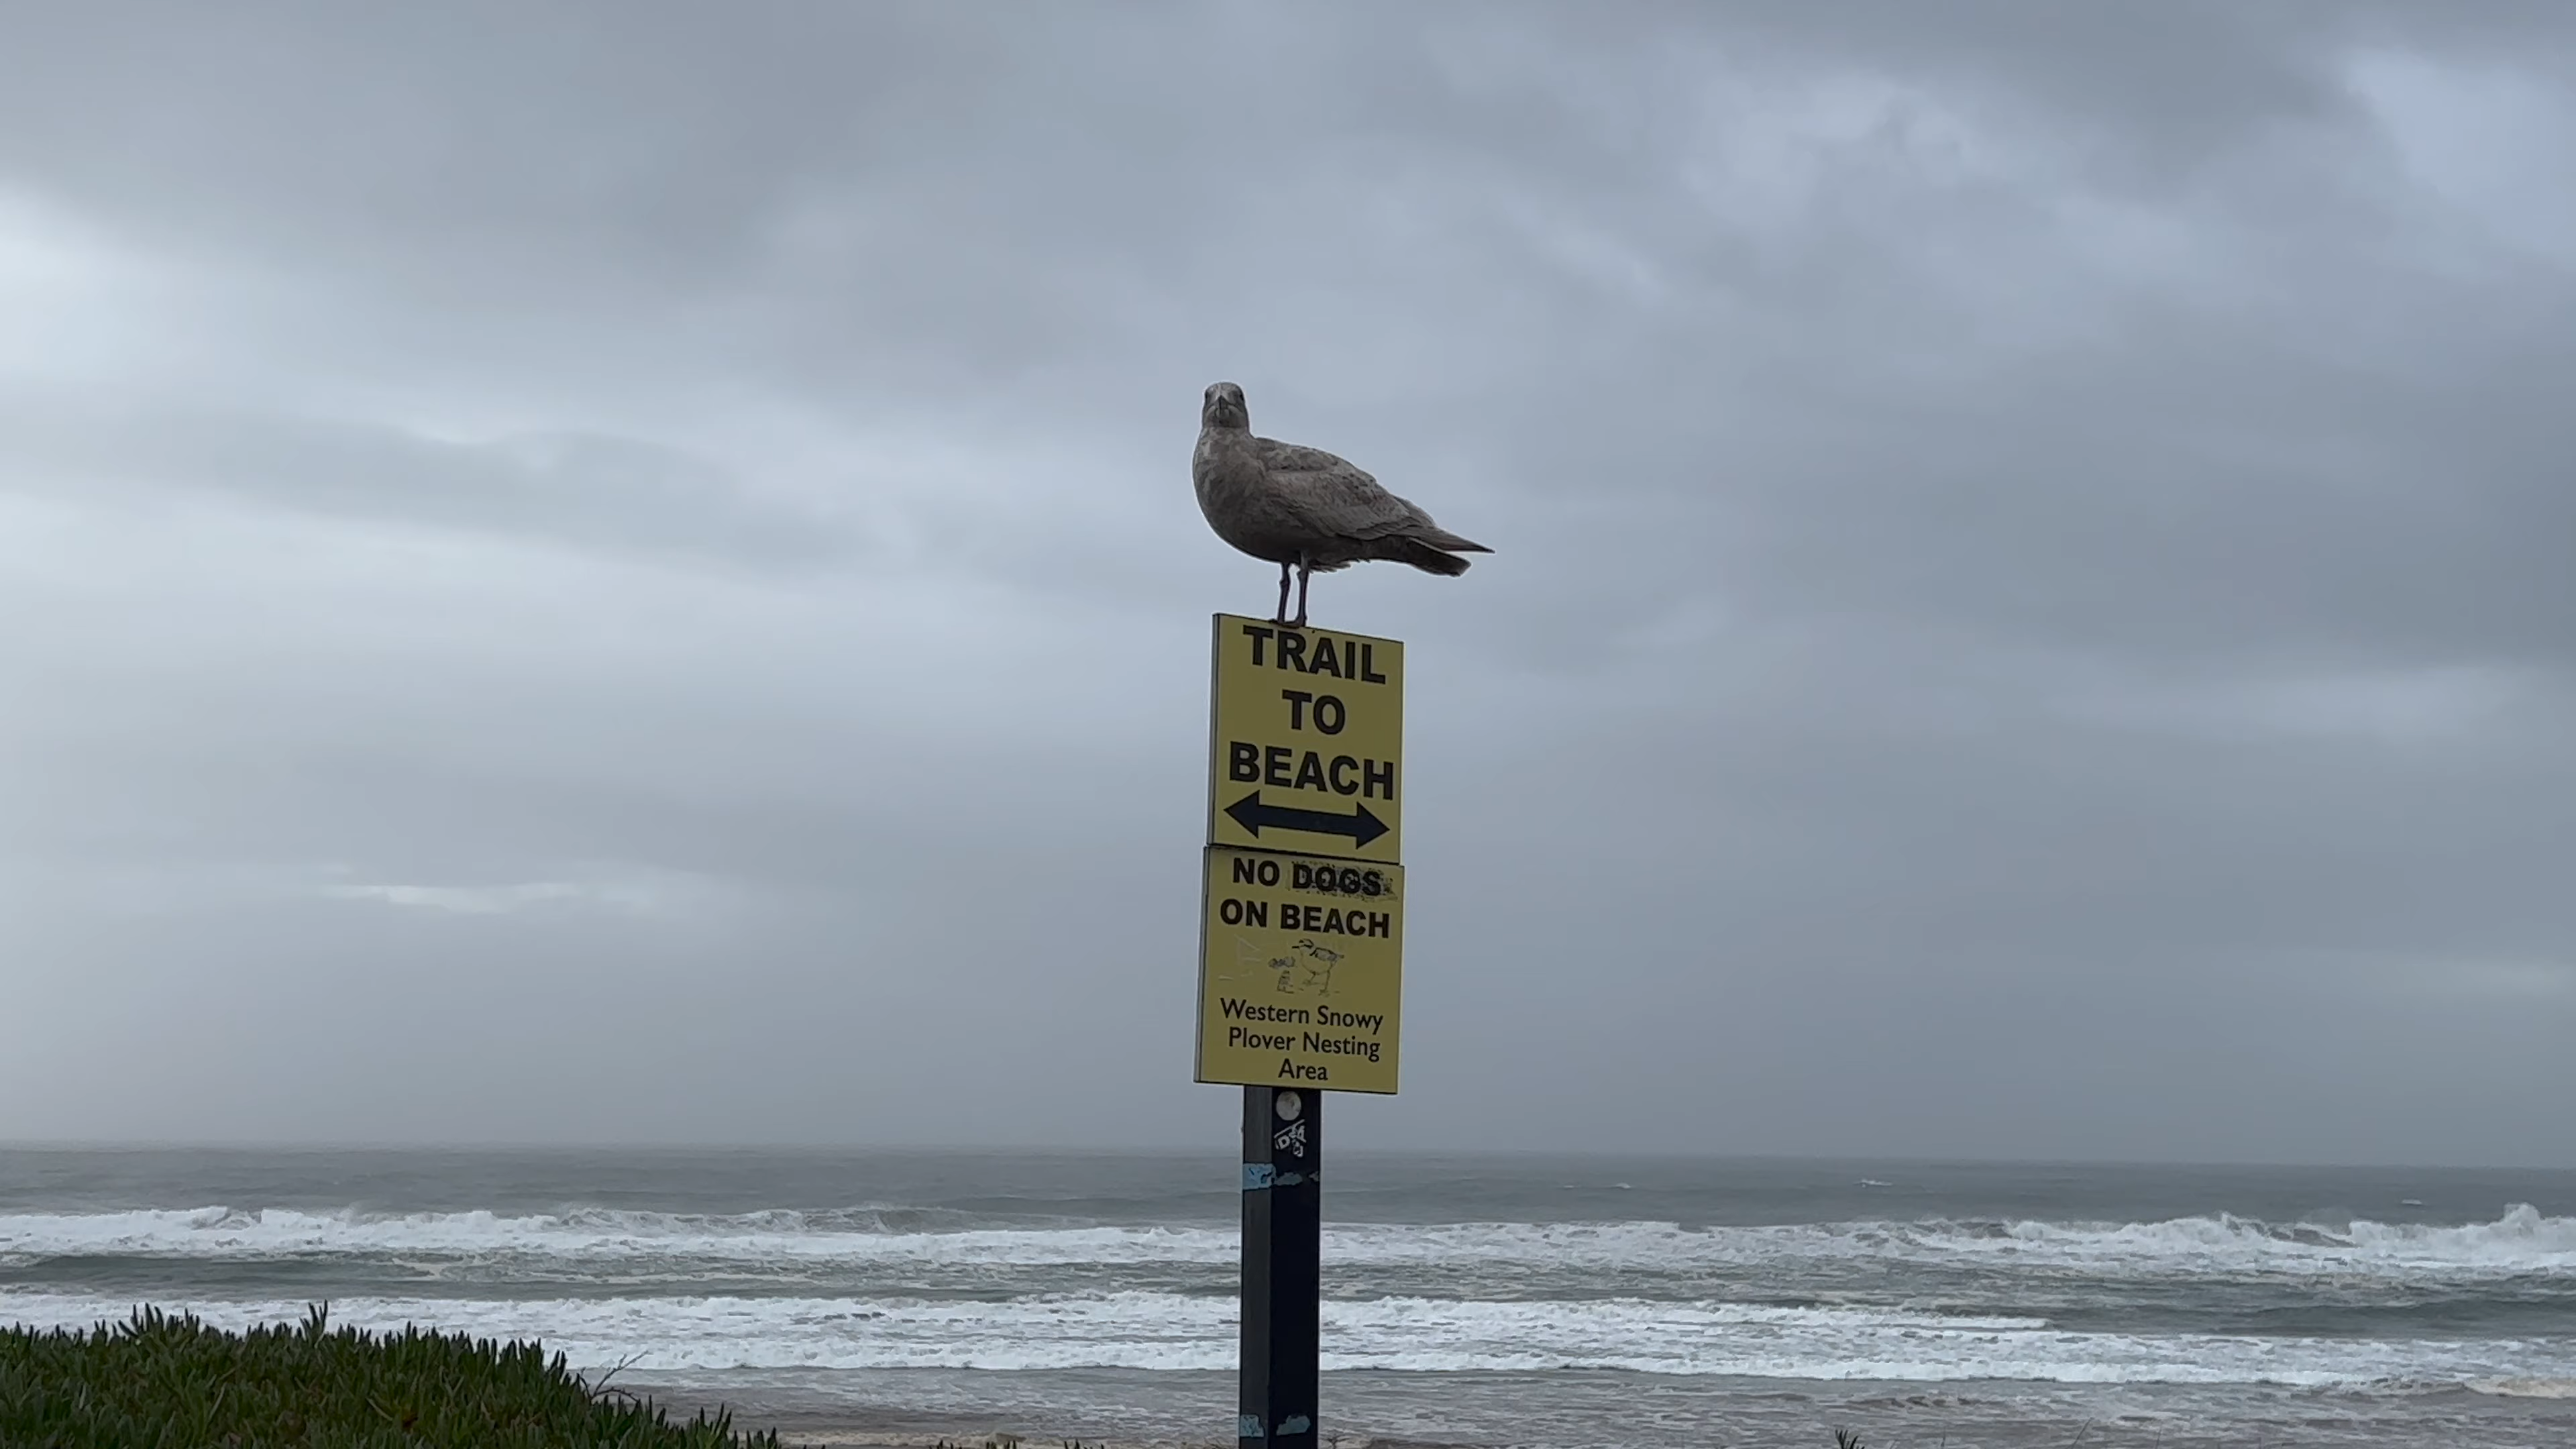 TRAIL
TO
BEACH
NO DOGS
ON BEACH
Western Snowy
Plover Nesting
Area